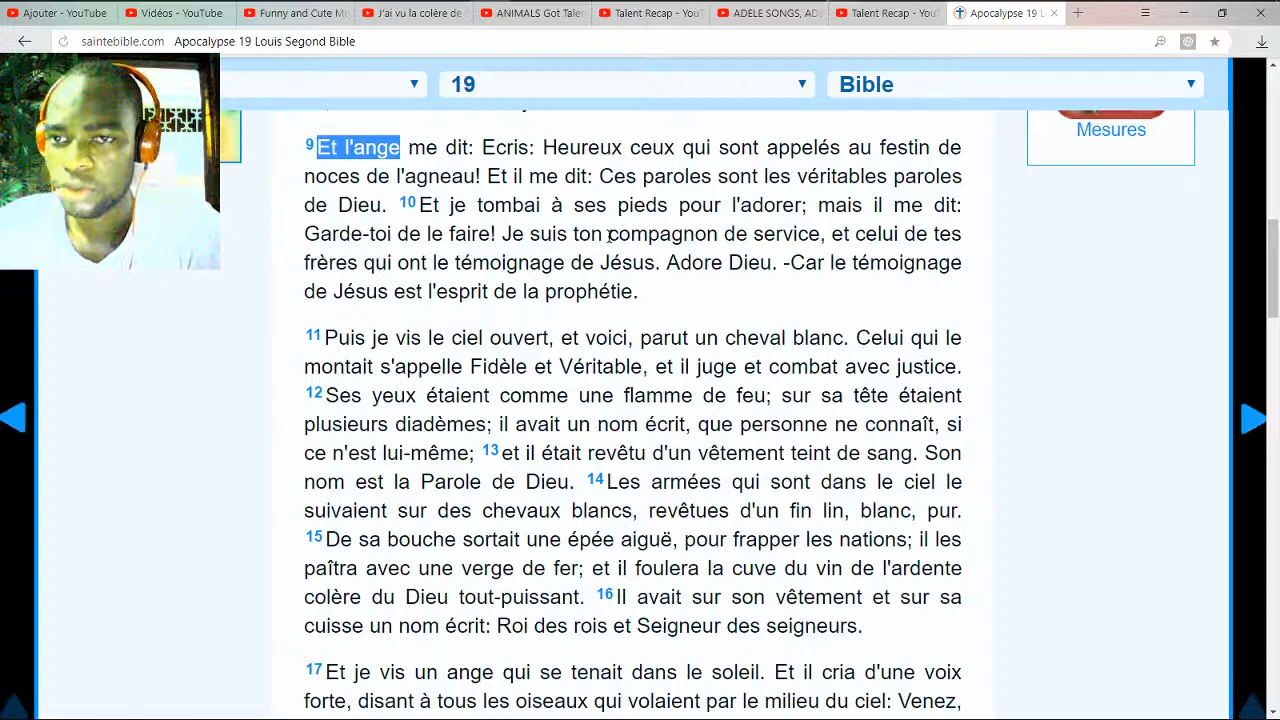 Ajouter - YouTube
Vidéos - YouTube
Funny and Cute M
J'ai vu la colère de
ANIMALS Got Tale
Talent Recap - You
ADELE SONGS, AD
Talent Recap - You
Apocalypse 19 L
saintebible.com Apocalypse 19 Louis Segond Bible
19
Bible
Mesures
9 Et l'ange me dit: Ecris: Heureux ceux qui sont appelés au festin de
noces de l'agneau! Et il me dit: Ces paroles sont les véritables paroles
de Dieu. 10 Et je tombai à ses pieds pour l'adorer; mais il me dit:
Garde-toi de le faire! Je suis ton compagnon de service, et celui de tes
frères qui ont le témoignage de Jésus. Adore Dieu. -Car le témoignage
de Jésus est l'esprit de la prophétie.
11 Puis je vis le ciel ouvert, et voici, parut un cheval blanc. Celui qui le
montait s'appelle Fidèle et Véritable, et il juge et combat avec justice.
12 Ses yeux étaient comme une flamme de feu; sur sa tête étaient
plusieurs diadèmes; il avait un nom écrit, que personne ne connaît, si
ce n'est lui-même; 13 et il était revêtu d'un vêtement teint de sang. Son
nom est la Parole de Dieu. 14 Les armées qui sont dans le ciel le
suivaient sur des chevaux blancs, revêtues d'un fin lin, blanc, pur.
15 De sa bouche sortait une épée aiguë, pour frapper les nations; il les
paîtra avec une verge de fer; et il foulera la cuve du vin de l'ardente
colère du Dieu tout-puissant. 16 Il avait sur son vêtement et sur sa
cuisse un nom écrit: Roi des rois et Seigneur des seigneurs.
17 Et je vis un ange qui se tenait dans le soleil. Et il cria d'une voix
forte, disant à tous les oiseaux qui volaient par le milieu du ciel: Venez,